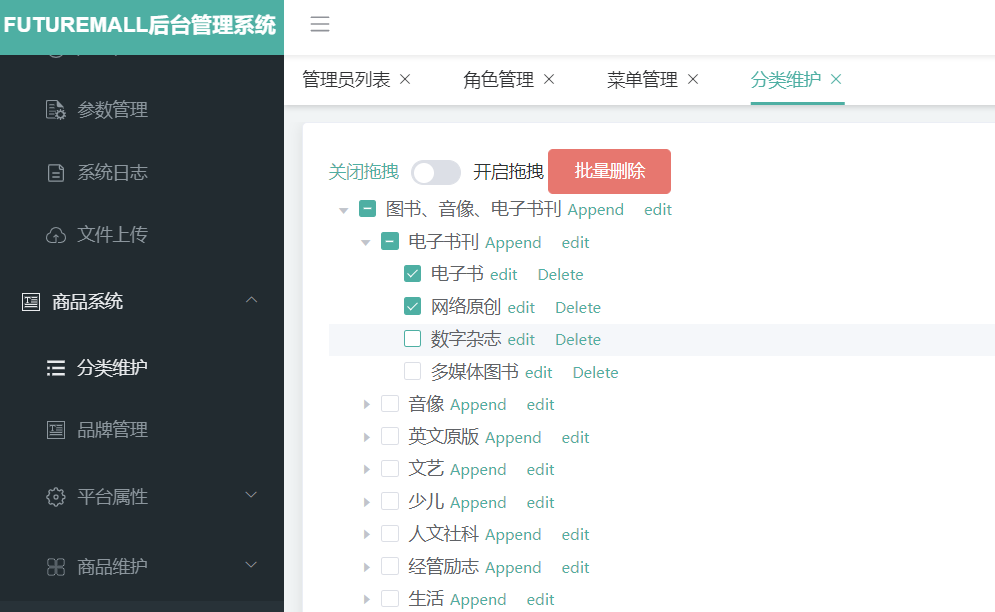 FUTUREMALL后台管理系统
参数管理
系统日志
文件上传
商品系统
分类维护
品牌管理
平台属性
商品维护
管理员列表 × 角色管理 × 菜单管理 × 分类维护 ×
关闭拖拽 开启拖拽 批量删除
图书、音像、电子书刊 Append edit
电子书刊 Append edit
电子书 edit Delete
网络原创 edit Delete
数字杂志 edit Delete
多媒体图书 edit Delete
音像 Append edit
英文原版 Append edit
文艺 Append edit
少儿 Append edit
人文社科 Append edit
经管励志 Append edit
生活 Append edit